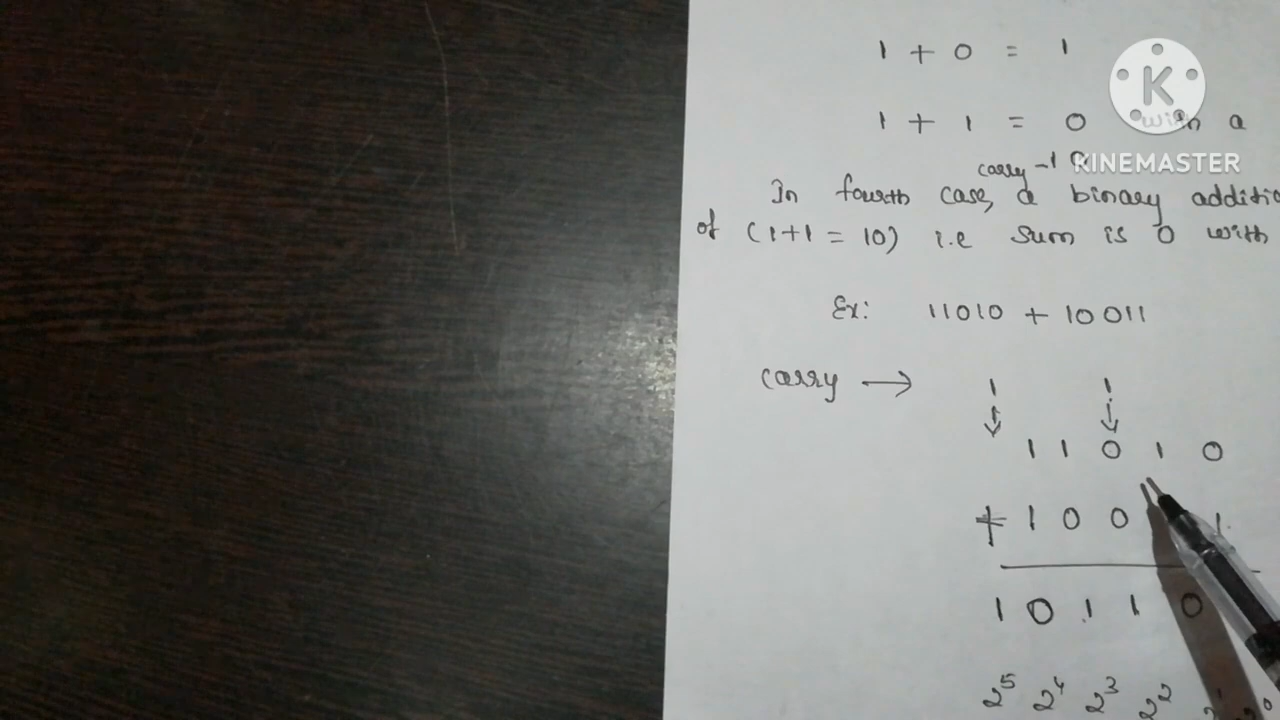 1 + 0 = 1
1 + 1 = 0 with a
carry - 1
KINEMASTER
In fourth case, a binary additio
of (1+1 = 10) i.e sum is 0 with
Ex: 11010 + 10011
carry → 1 1
1 1 0 1 0
+ 1 0 0 1
1 0 1 1 0
2⁵ 2⁴ 2³ 2²